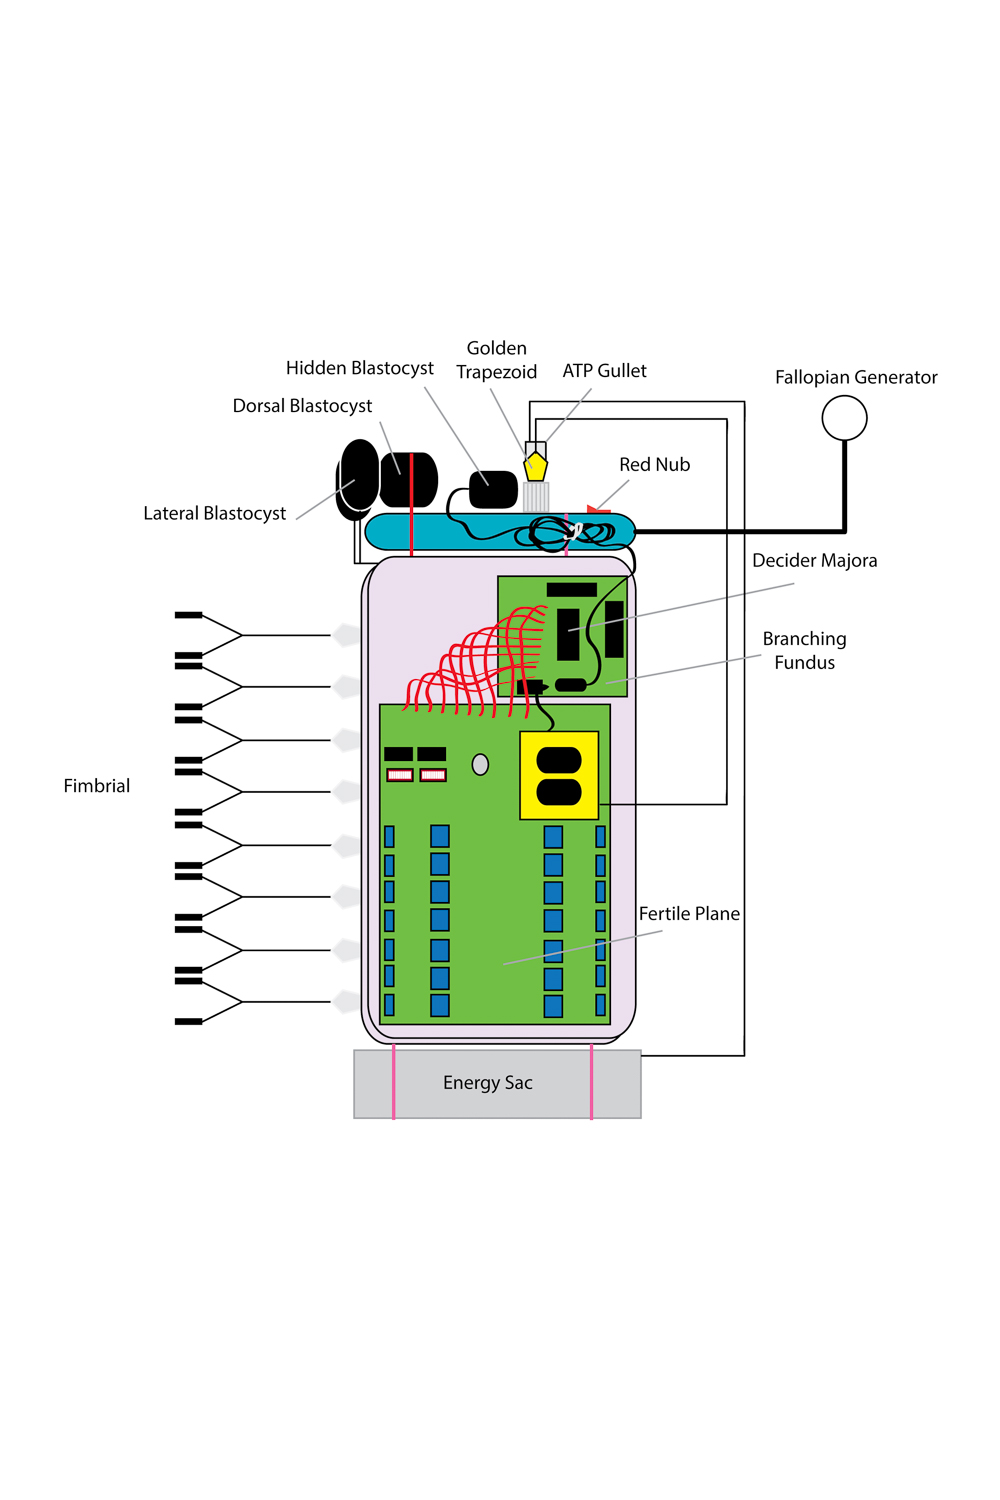 Golden
Trapezoid
Hidden Blastocyst
ATP Gullet
Fallopian Generator
Dorsal Blastocyst
Red Nub
Lateral Blastocyst
Decider Majora
Branching
Fundus
Fimbrial
Fertile Plane
Energy Sac